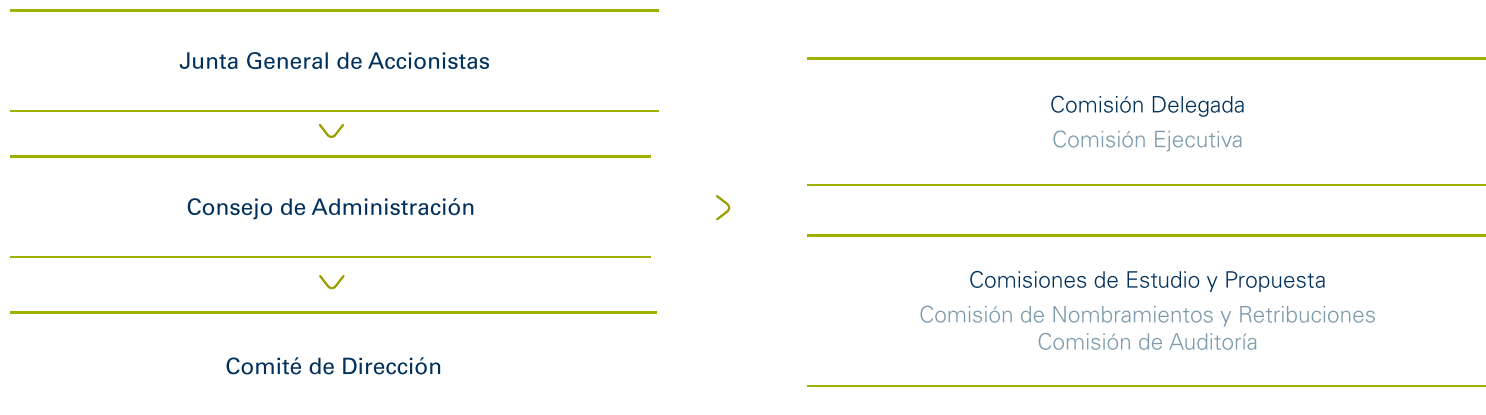 Junta General de Accionistas
Consejo de Administración
Comité de Dirección
Comisión Delegada
Comisión Ejecutiva
Comisiones de Estudio y Propuesta
Comisión de Nombramientos y Retribuciones
Comisión de Auditoría